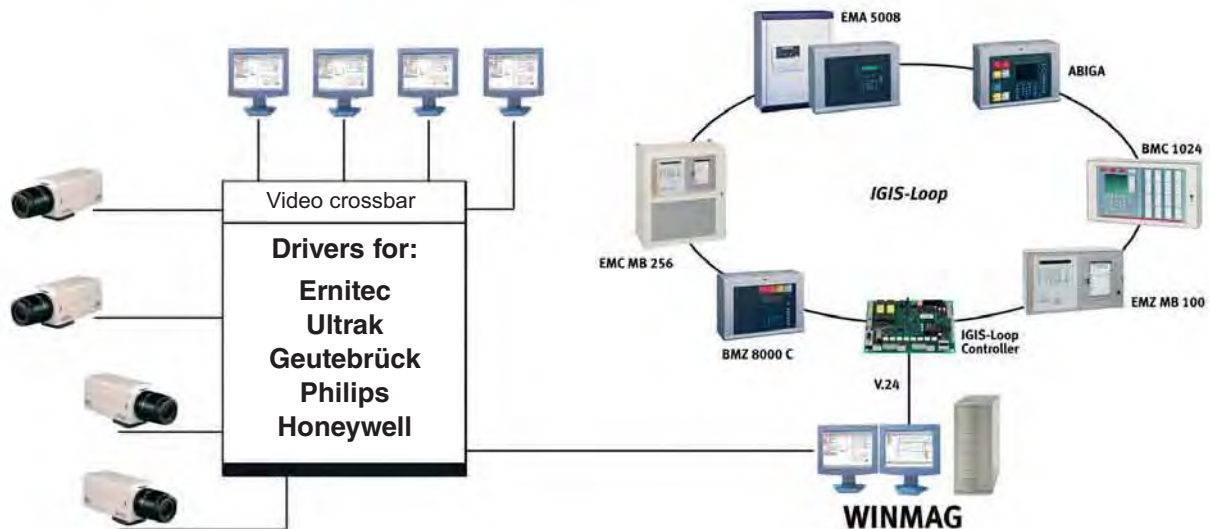 EMA 5008
ABIGA
BMC 1024
Video crossbar
IGIS-Loop
Drivers for:
EMC MB 256
Ernitec
EMZ MB 100
Ultrak
BMZ 8000 C
IGIS-Loop
Controller
Geutebrück
V.24
Philips
Honeywell
WINMAG